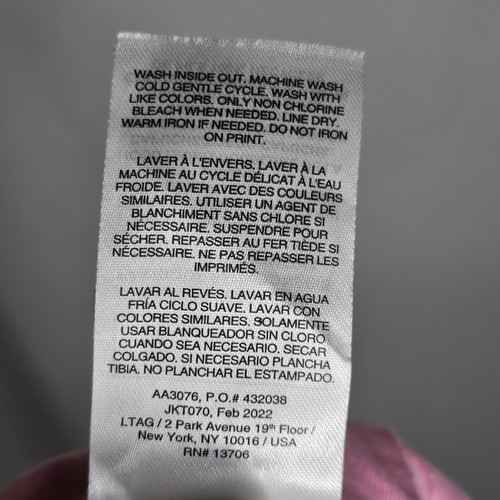 WASH INSIDE OUT. MACHINE WASH
COLD GENTLE CYCLE. WASH WITH
LIKE COLORS. ONLY NON CHLORINE
BLEACH WHEN NEEDED. LINE DRY.
WARM IRON IF NEEDED. DO NOT IRON
ON PRINT.
LAVER À L'ENVERS. LAVER À LA
MACHINE AU CYCLE DÉLICAT À L'EAU
FROIDE. LAVER AVEC DES COULEURS
SIMILAIRES. UTILISER UN AGENT DE
BLANCHIMENT SANS CHLORE SI
NÉCESSAIRE. SUSPENDRE POUR
SÉCHER. REPASSER AU FER TIÈDE SI
NÉCESSAIRE. NE PAS REPASSER LES
IMPRIMÉS.
LAVAR AL REVÉS. LAVAR EN AGUA
FRÍA CICLO SUAVE. LAVAR CON
COLORES SIMILARES. SOLAMENTE
USAR BLANQUEADOR SIN CLORO
CUANDO SEA NECESARIO. SECAR
COLGADO. SI NECESARIO PLANCHA
TIBIA. NO PLANCHAR EL ESTAMPADO.
AA3076, P.O.# 432038
JKT070, Feb 2022
LTAG / 2 Park Avenue 19th Floor /
New York, NY 10016 / USA
RN# 13706